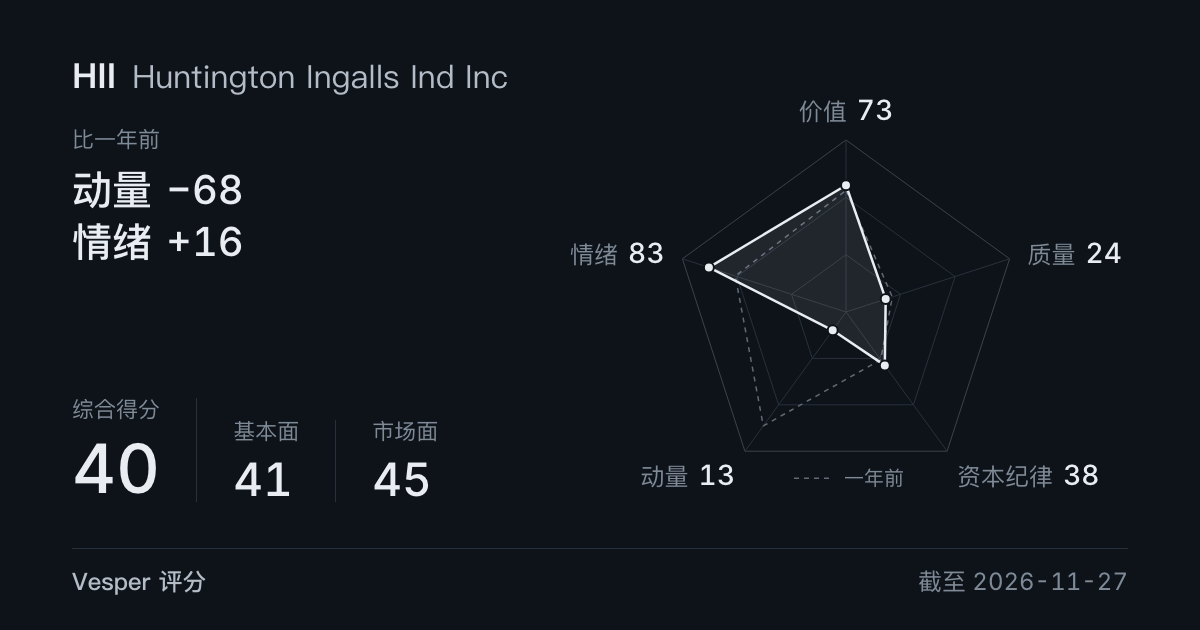 HII Huntington Ingalls Ind Inc
比一年前
动量 −68
情绪 +16
综合得分
40
基本面
41
市场面
45
价值 73
情绪 83
质量 24
动量 13
一年前
资本纪律 38
Vesper 评分
截至 2026-11-27